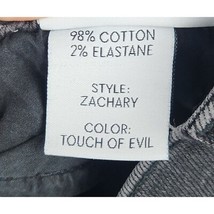 98% COTTON
2% ELASTANE
STYLE:
ZACHARY
COLOR:
TOUCH OF EVIL